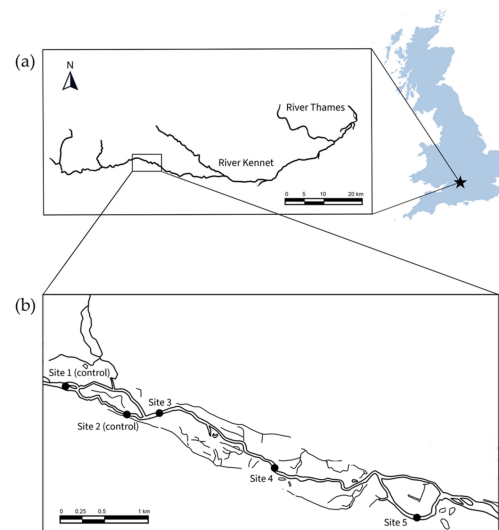 (a)
N
River Thames
River Kennet
0 5 10 20 km
(b)
Site 1 (control)
Site 3
Site 2 (control)
Site 4
Site 5
0 0.25 0.5 1 km